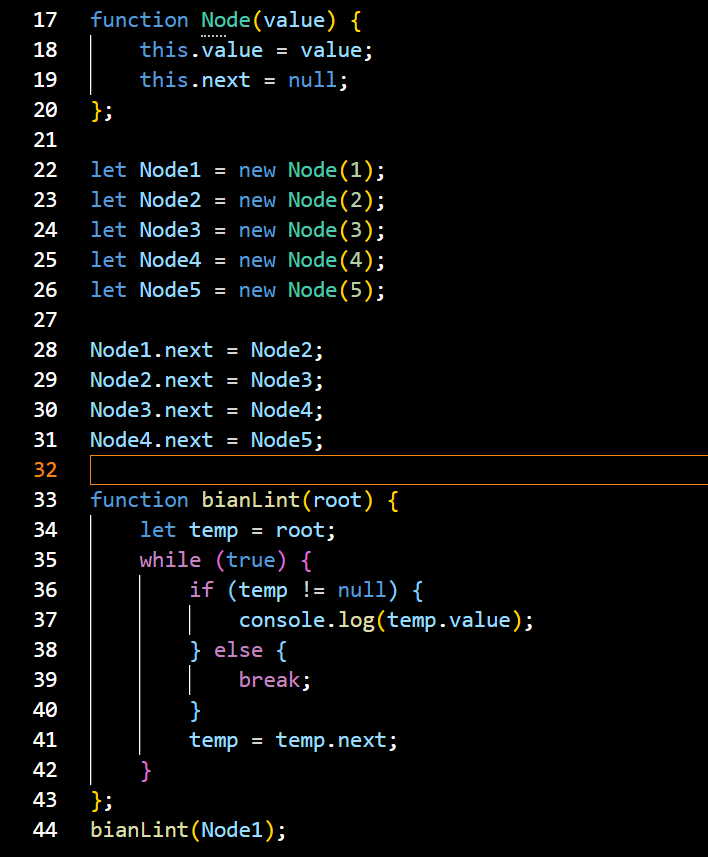 17 function Node(value) {
18     this.value = value;
19     this.next = null;
20 };
21
22 let Node1 = new Node(1);
23 let Node2 = new Node(2);
24 let Node3 = new Node(3);
25 let Node4 = new Node(4);
26 let Node5 = new Node(5);
27
28 Node1.next = Node2;
29 Node2.next = Node3;
30 Node3.next = Node4;
31 Node4.next = Node5;
32
33 function bianLint(root) {
34     let temp = root;
35     while (true) {
36         if (temp != null) {
37             console.log(temp.value);
38         } else {
39             break;
40         }
41         temp = temp.next;
42     }
43 };
44 bianLint(Node1);